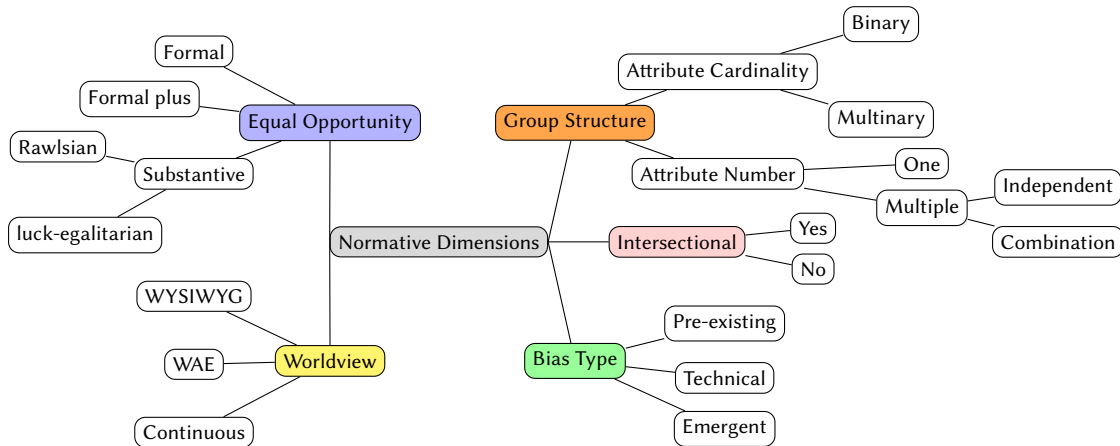 Normative Dimensions
Equal Opportunity
Formal
Formal plus
Substantive
Rawlsian
luck-egalitarian
Worldview
WYSIWYG
WAE
Continuous
Group Structure
Attribute Cardinality
Binary
Multinary
Attribute Number
One
Multiple
Independent
Combination
Intersectional
Yes
No
Bias Type
Pre-existing
Technical
Emergent